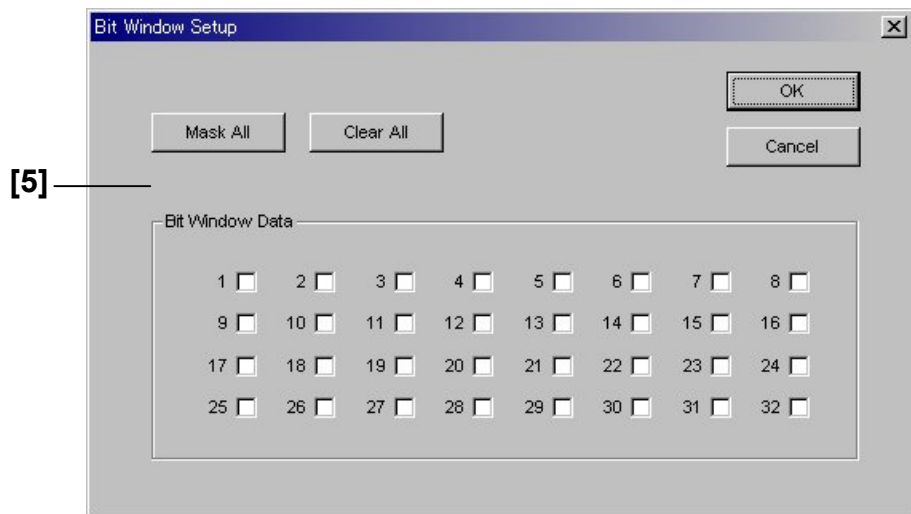 Bit Window Setup
OK
Mask All Clear All
Cancel
[5]
Bit Window Data
1 2 3 4 5 6 7 8
9 10 11 12 13 14 15 16
17 18 19 20 21 22 23 24
25 26 27 28 29 30 31 32